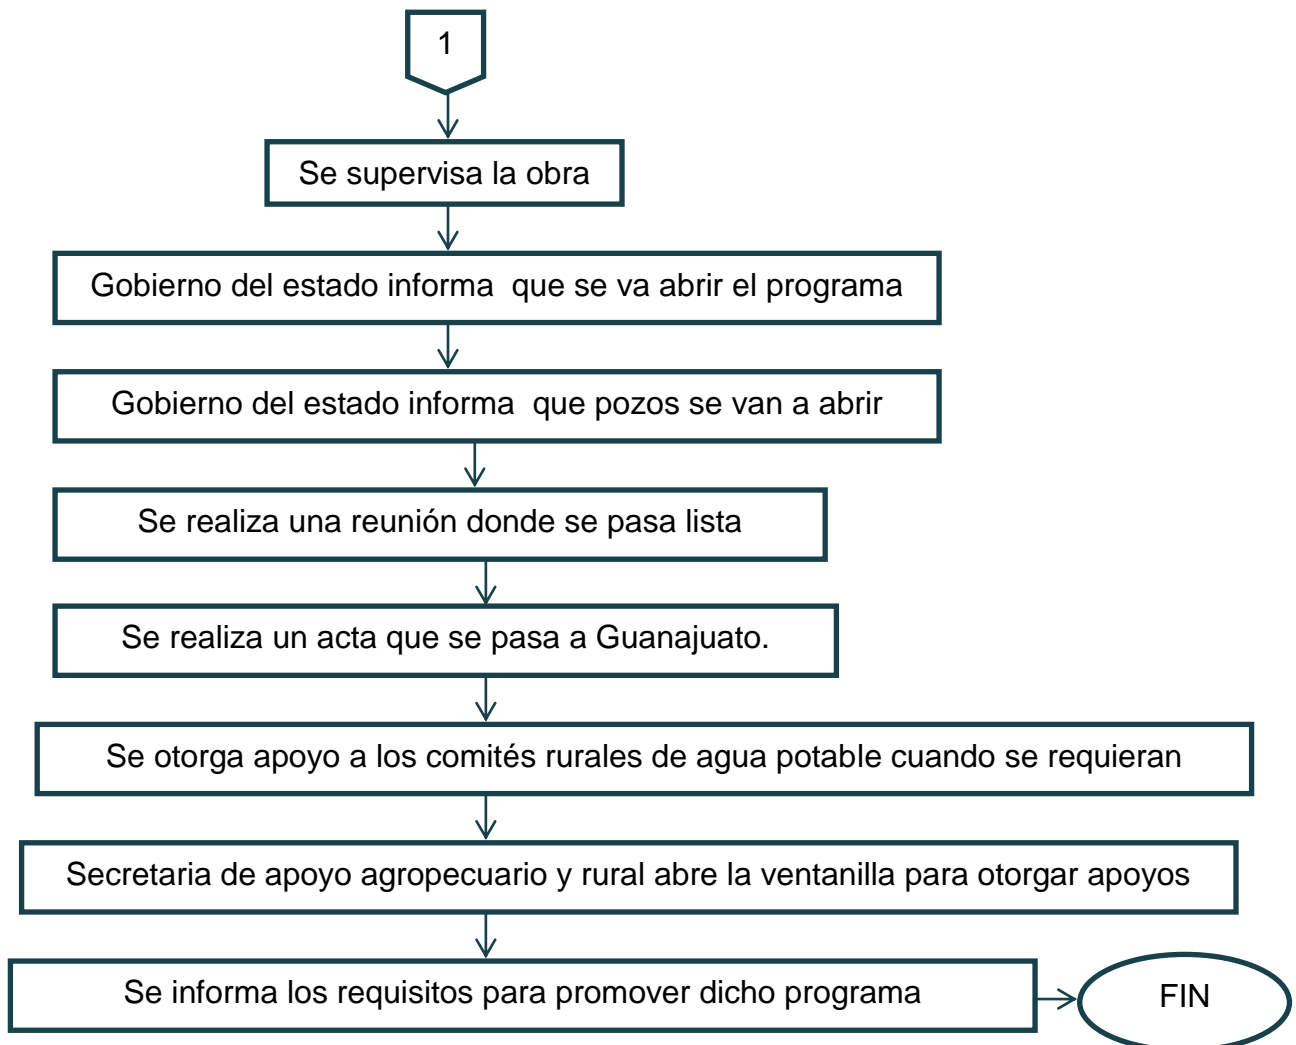 1
Se supervisa la obra
Gobierno del estado informa  que se va abrir el programa
Gobierno del estado informa  que pozos se van a abrir
Se realiza una reunión donde se pasa lista
Se realiza un acta que se pasa a Guanajuato.
Se otorga apoyo a los comités rurales de agua potable cuando se requieran
Secretaria de apoyo agropecuario y rural abre la ventanilla para otorgar apoyos
Se informa los requisitos para promover dicho programa
FIN